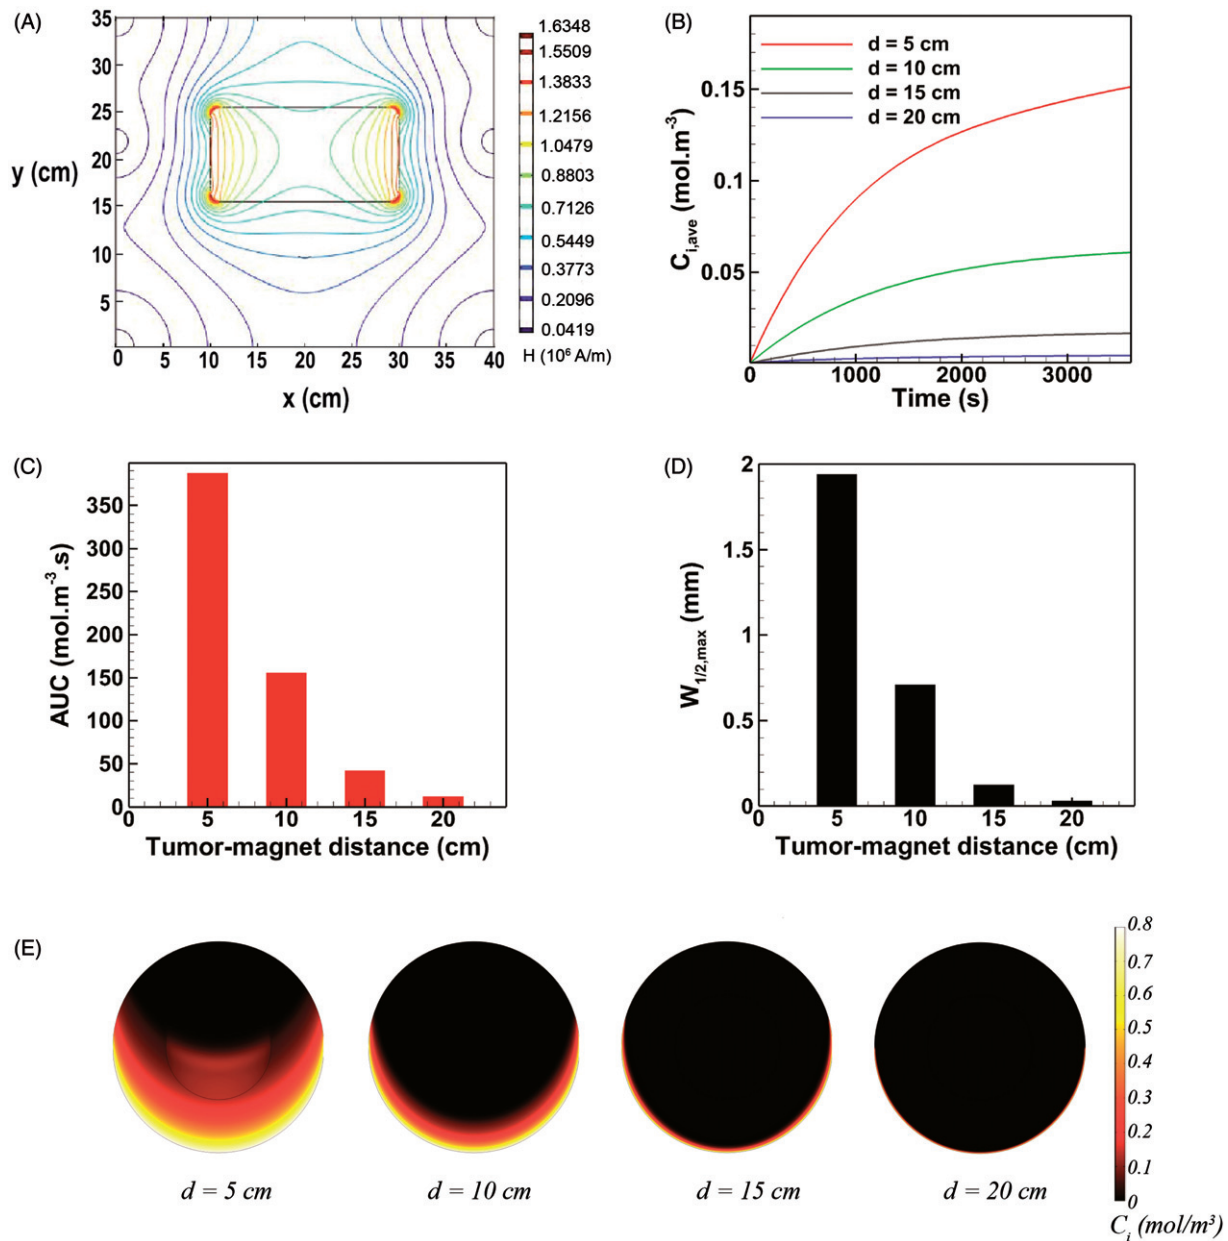 (A)
y (cm)
35
30
25
20
15
10
5
0
5
10
15
20
25
30
35
40
x (cm)
1.6348
1.5509
1.3833
1.2156
1.0479
0.8803
0.7126
0.5449
0.3773
0.2096
0.0419
H (10⁶ A/m)
(B)
C i,ave (mol.m⁻³)
0.15
0.1
0.05
d = 5 cm
d = 10 cm
d = 15 cm
d = 20 cm
0
1000
2000
3000
Time (s)
(C)
AUC (mol.m⁻³.s)
350
300
250
200
150
100
50
0
0
5
10
15
20
Tumor-magnet distance (cm)
(D)
W1/2,max (mm)
2
1.5
1
0.5
0
0
5
10
15
20
Tumor-magnet distance (cm)
(E)
d = 5 cm
d = 10 cm
d = 15 cm
d = 20 cm
0.8
0.7
0.6
0.5
0.4
0.3
0.2
0.1
0
Ci (mol/m³)